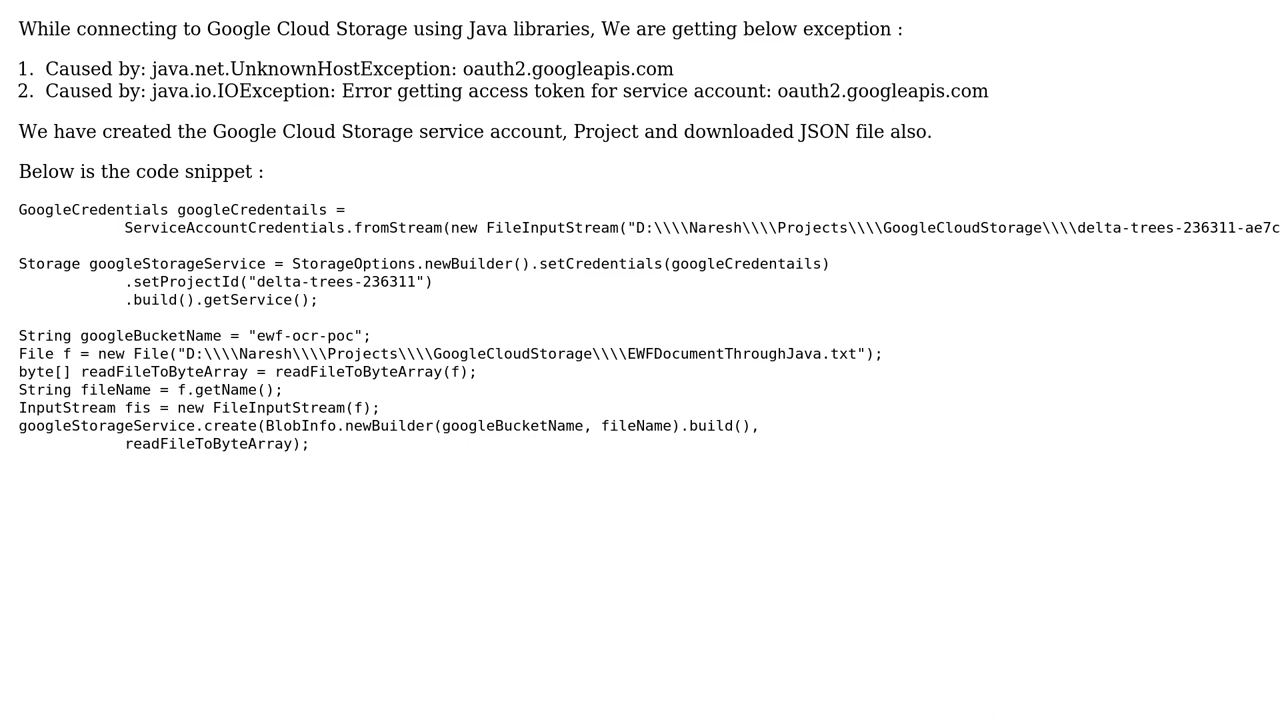 While connecting to Google Cloud Storage using Java libraries, We are getting below exception :
1. Caused by: java.net.UnknownHostException: oauth2.googleapis.com
2. Caused by: java.io.IOException: Error getting access token for service account: oauth2.googleapis.com
We have created the Google Cloud Storage service account, Project and downloaded JSON file also.
Below is the code snippet :
GoogleCredentials googleCredentails =
            ServiceAccountCredentials.fromStream(new FileInputStream("D:\\\\Naresh\\\\Projects\\\\GoogleCloudStorage\\\\delta-trees-236311-ae7c
Storage googleStorageService = StorageOptions.newBuilder().setCredentials(googleCredentails)
            .setProjectId("delta-trees-236311")
            .build().getService();
String googleBucketName = "ewf-ocr-poc";
File f = new File("D:\\\\Naresh\\\\Projects\\\\GoogleCloudStorage\\\\EWFDocumentThroughJava.txt");
byte[] readFileToByteArray = readFileToByteArray(f);
String fileName = f.getName();
InputStream fis = new FileInputStream(f);
googleStorageService.create(BlobInfo.newBuilder(googleBucketName, fileName).build(),
            readFileToByteArray);